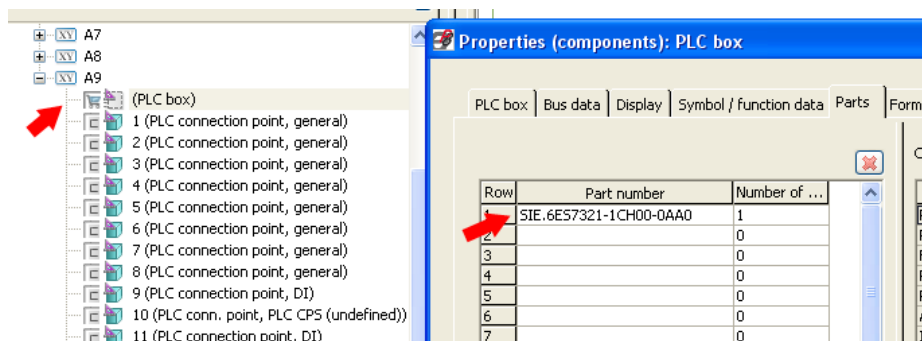 XY A7
XY A8
XY A9
(PLC box)
1 (PLC connection point, general)
2 (PLC connection point, general)
3 (PLC connection point, general)
4 (PLC connection point, general)
5 (PLC connection point, general)
6 (PLC connection point, general)
7 (PLC connection point, general)
8 (PLC connection point, general)
9 (PLC connection point, DI)
10 (PLC conn. point, PLC CPS (undefined))
11 (PLC connection point, DI)
Properties (components): PLC box
PLC box Bus data Display Symbol / function data Parts Form
Row Part number Number of ...
1 SIE.6ES7321-1CH00-0AA0 1
2 0
3 0
4 0
5 0
6 0
7 0